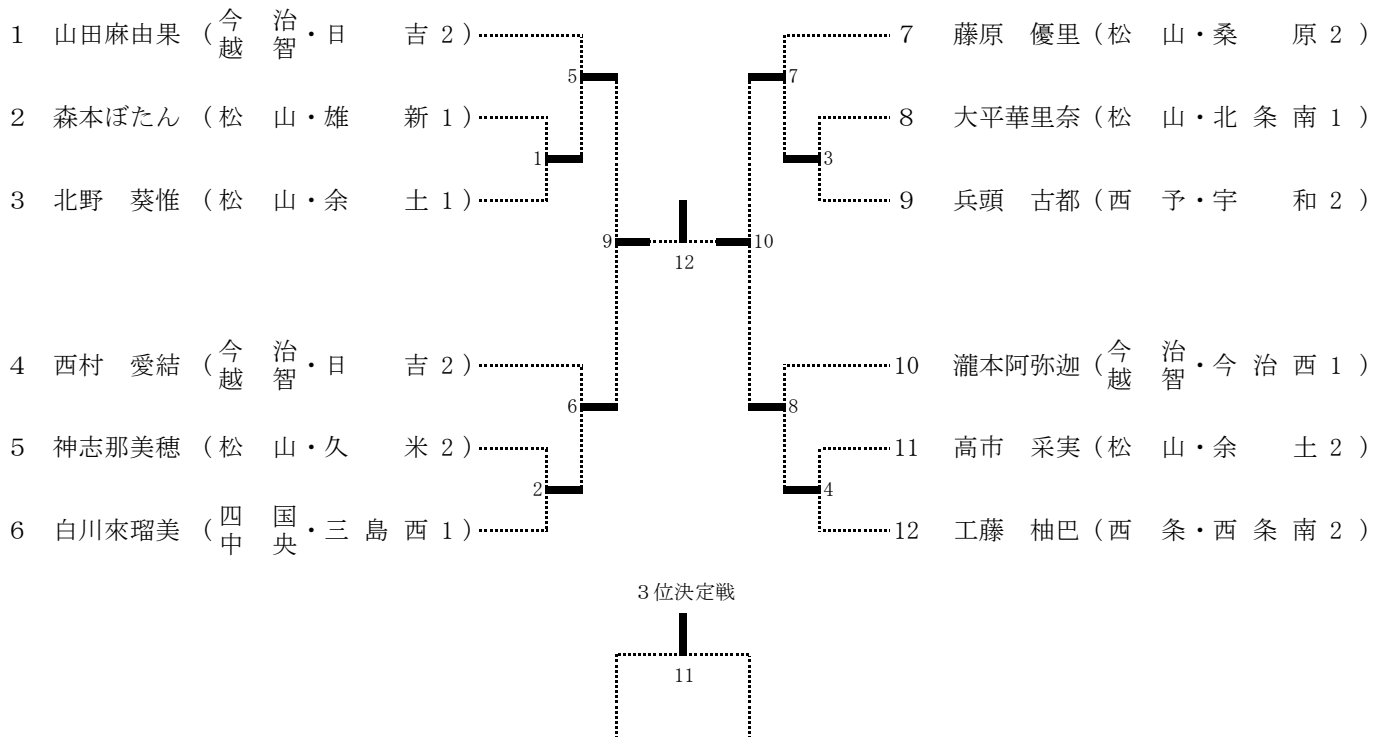 1 山田麻由果 (今治越智・日吉2) 7 藤原 優里 (松山・桑原2)
5 7
2 森本ぼたん (松山・雄新1) 8 大平華里奈 (松山・北条南1)
1 3
3 北野 葵惟 (松山・余土1) 9 兵頭 古都 (西予・宇和2)
9 10
12
4 西村 愛結 (今治越智・日吉2) 10 瀧本阿弥迦 (今治越智・今治西1)
6 8
5 神志那美穂 (松山・久米2) 11 高市 采実 (松山・余土2)
2 4
6 白川來瑠美 (四国中央・三島西1) 12 工藤 柚巴 (西条・西条南2)
3位決定戦
11